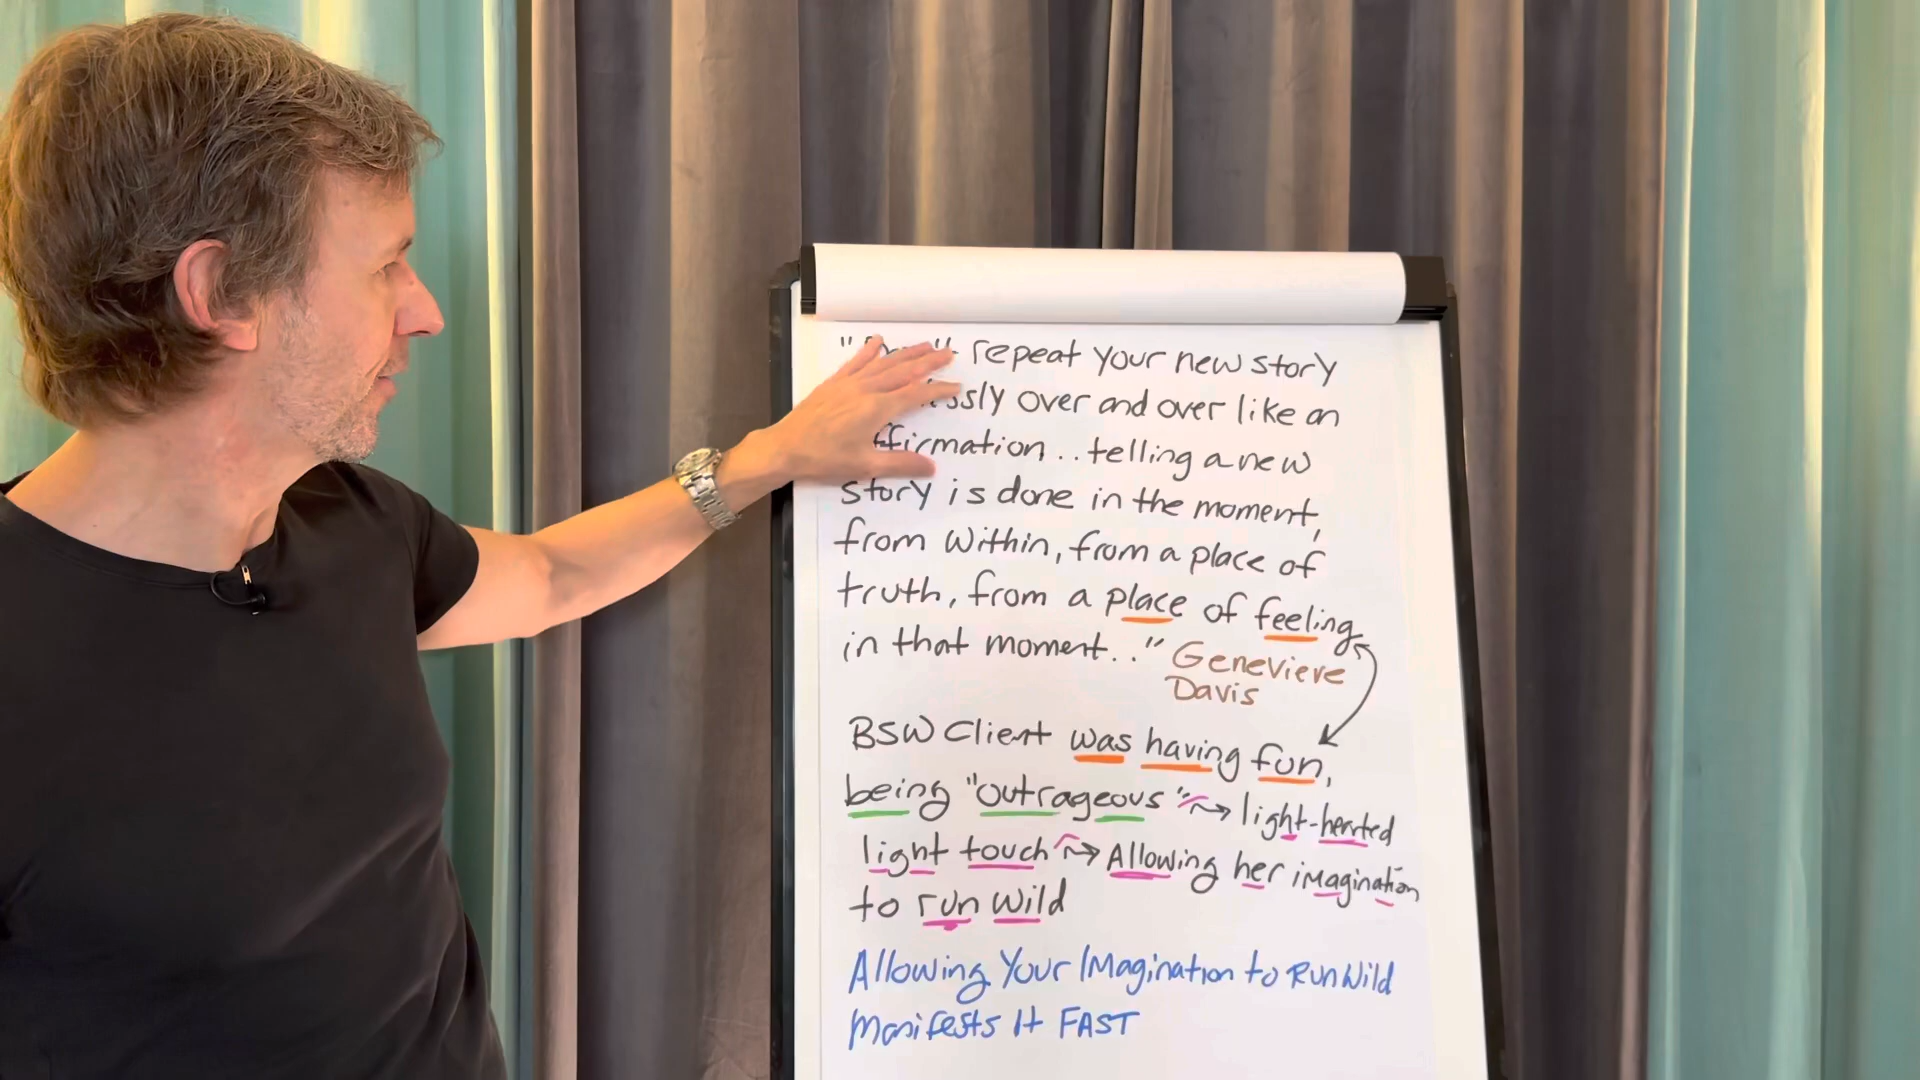 " repeat your new story
over and over like an
ffirmation.. telling a new
story is done in the moment,
from within, from a place of
truth, from a place of feeling
in that moment.." Genevieve
Davis
BSW Client was having fun,
being "outrageous" → light-hearted
light touch → Allowing her imagination
to run wild
Allowing Your Imagination to Run Wild
Manifests It FAST